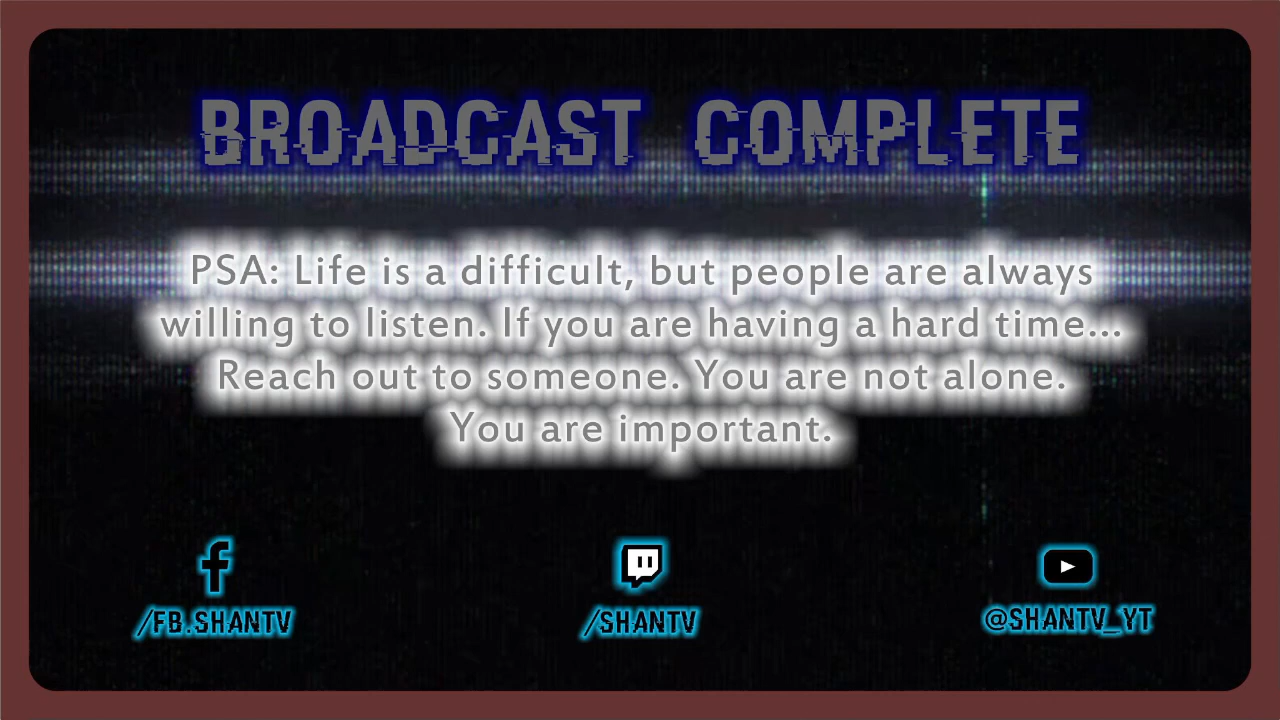 BROADCAST COMPLETE
PSA: Life is a difficult, but people are always
willing to listen. If you are having a hard time...
Reach out to someone. You are not alone.
You are important.
/FB.SHANTV
/SHANTV
@SHANTV_YT